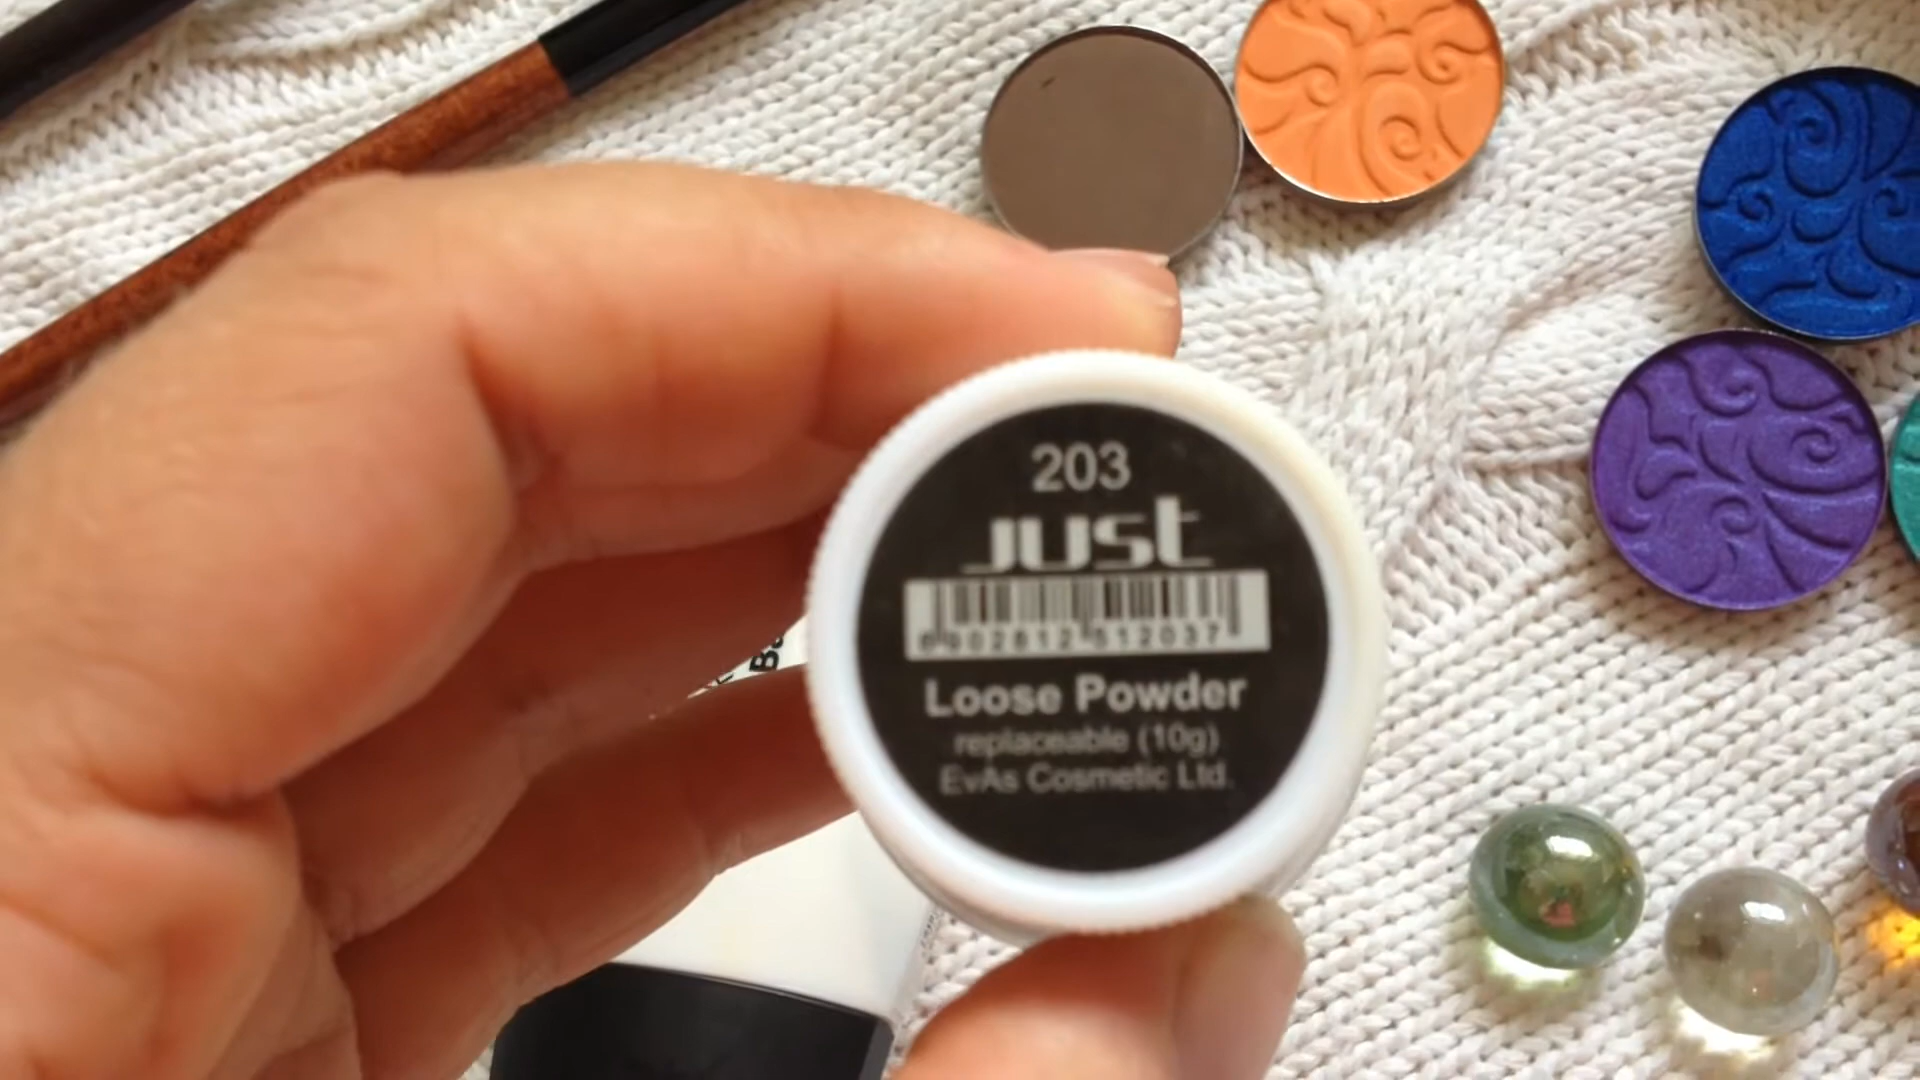 203
JUST
Loose Powder
replaceable (10g)
EvAs Cosmetic Ltd.